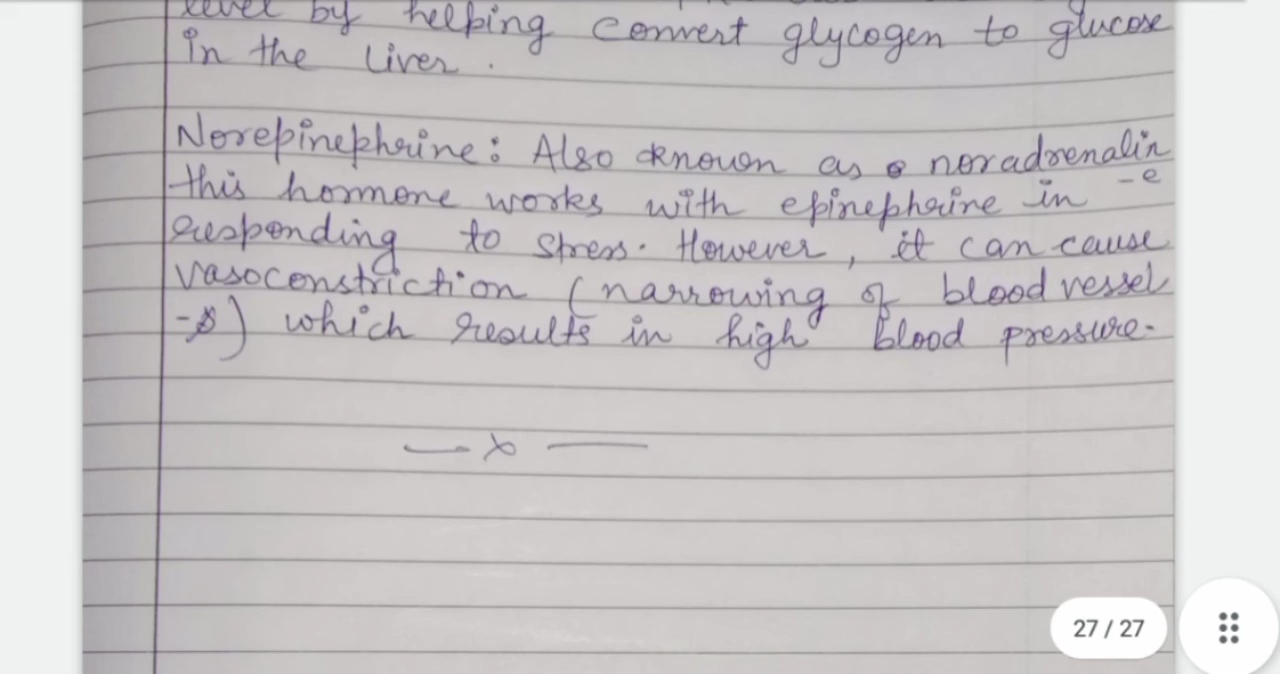 level by helping convert glycogen to glucose
in the liver.
Norepinephrine: Also known as noradrenalin
-e
this hormone works with epinephrine in
responding to stress. However, it can cause
vasoconstriction (narrowing of blood vessel
-s) which results in high blood pressure.
— x —
27 / 27